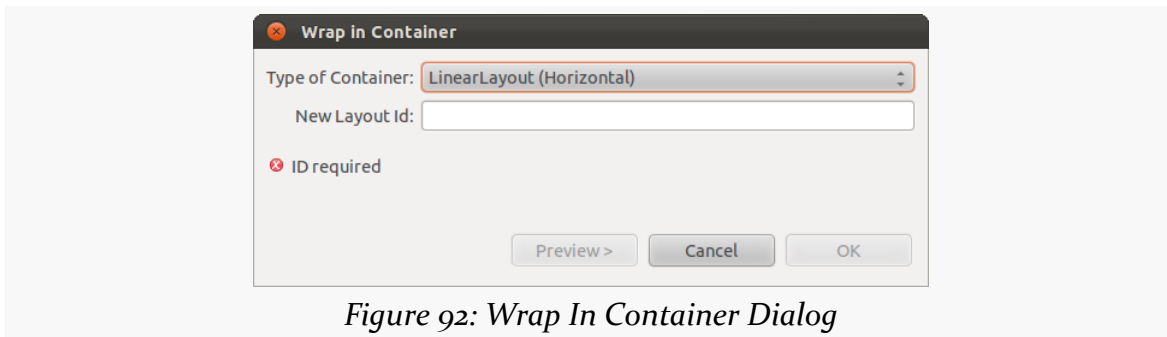 Wrap in Container
Type of Container: LinearLayout (Horizontal)
New Layout Id:
ID required
Preview > Cancel OK
Figure 92: Wrap In Container Dialog